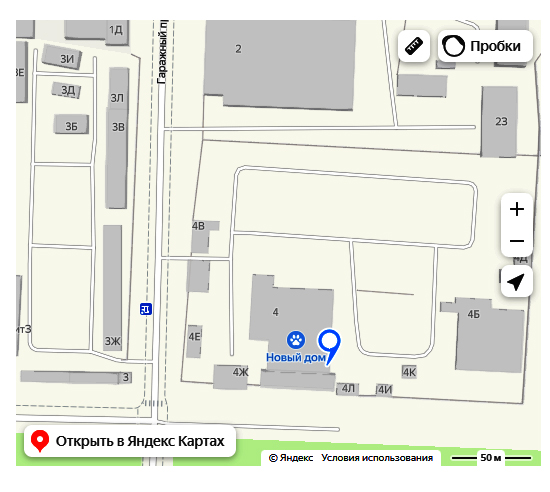 1Д
3И
3Е
3Д
3Л
3Б
3В
Гаражный пр
2
Пробки
23
4В
4Д
4
4Е
4Б
3Ж
Новый дом
4Ж
4К
3
4Л
4И
Открыть в Яндекс Картах
© Яндекс Условия использования
50 м